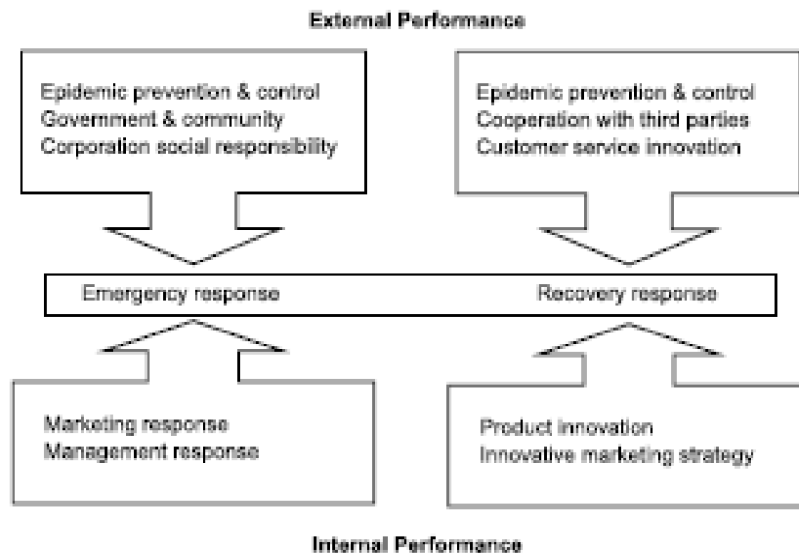 External Performance
Epidemic prevention & control
Government & community
Corporation social responsibility
Epidemic prevention & control
Cooperation with third parties
Customer service innovation
Emergency response
Recovery response
Marketing response
Management response
Product innovation
Innovative marketing strategy
Internal Performance